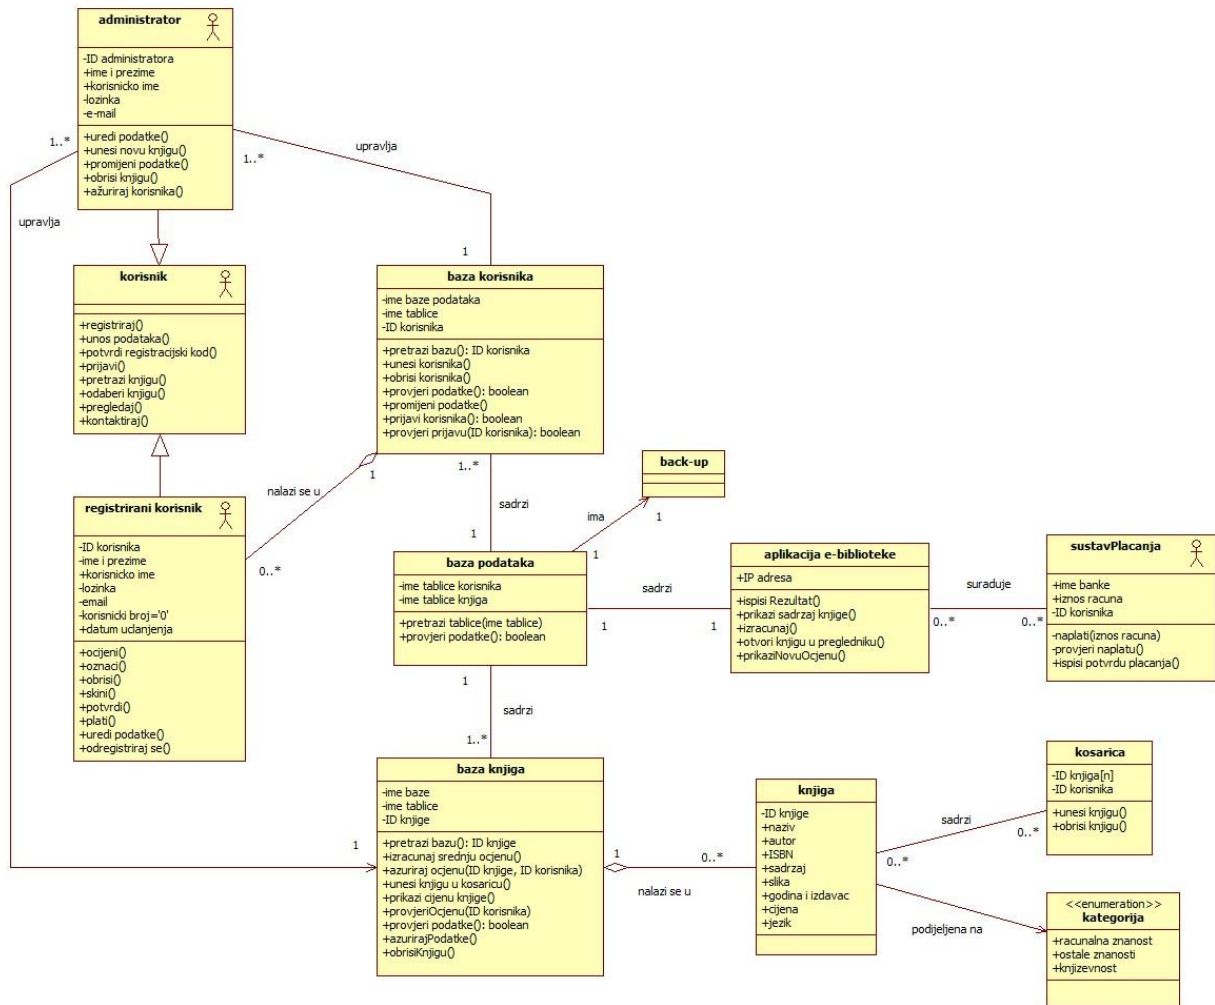 administrator
-ID administratora
+ime i prezime
+korisnicko ime
-lozinka
-e-mail
+uredi podatke()
+unesi novu knjigu()
+promijeni podatke()
+obrisi knjigu()
+ažuriraj korisnika()
1..*
1..*
upravlja
upravlja
1
korisnik
+registriraj()
+unos podataka()
+potvrdi registracijski kod()
+prijavi()
+pretrazi knjigu()
+odaberi knjigu()
+pregledaj()
+kontaktiraj()
baza korisnika
-ime baze podataka
-ime tablice
-ID korisnika
+pretrazi bazu(): ID korisnika
+unesi korisnika()
+obrisi korisnika()
+provjeri podatke(): boolean
+promijeni podatke()
+prijavi korisnika(): boolean
+provjeri prijavu(ID korisnika): boolean
1
1..*
nalazi se u
0..*
sadrzi
1
back-up
ima
1
1
registrirani korisnik
-ID korisnika
-ime i prezime
+korisnicko ime
-lozinka
-email
-korisnicki broj='0'
+datum uclanjenja
+ocijeni()
+oznaci()
+obrisi()
+skini()
+potvrdi()
+plati()
+uredi podatke()
+odregistriraj se()
baza podataka
-ime tablice korisnika
-ime tablice knjiga
+pretrazi tablice(ime tablice)
+provjeri podatke(): boolean
sadrzi
1
1
aplikacija e-biblioteke
+IP adresa
+ispisi Rezultat()
+prikazi sadrzaj knjige()
+izracunaj()
+otvori knjigu u pregledniku()
+prikaziNovuOcjenu()
suraduje
0..*
0..*
sustavPlacanja
+ime banke
+iznos racuna
-ID korisnika
-naplati(iznos racuna)
-provjeri naplatu()
+ispisi potvrdu placanja()
1
sadrzi
1..*
1
baza knjiga
-ime baze
-ime tablice
-ID knjige
+pretrazi bazu(): ID knjige
+izracunaj srednju ocjenu()
+azuriraj ocjenu(ID knjige, ID korisnika)
+unesi knjigu u kosaricu()
+prikazi cijenu knjige()
+provjeriOcjenu(ID korisnika)
+provjeri podatke(): boolean
+azurirajPodatke()
+obrisiKnjigu()
1
0..*
nalazi se u
knjiga
-ID knjige
+naziv
+autor
+ISBN
+sadrzaj
+slika
+godina i izdavac
+cijena
+jezik
sadrzi
0..*
0..*
kosarica
-ID knjiga[n]
-ID korisnika
+unesi knjigu()
+obrisi knjigu()
podijeljena na
<<enumeration>>
kategorija
+racunalna znanost
+ostale znanosti
+knjizevnost